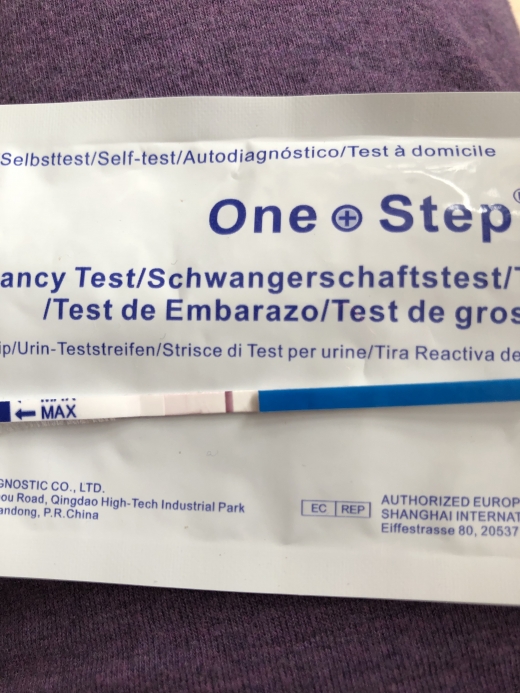 Selbsttest/Self-test/Autodiagnóstico/Test à domicile
One Step
ancy Test/Schwangerschaftstest/T
/Test de Embarazo/Test de gros
ip/Urin-Teststreifen/Strisce di Test per urine/Tira Reactiva de
← MAX
GNOSTIC CO., LTD.
ou Road, Qingdao High-Tech Industrial Park
andong, P.R.China
EC REP
AUTHORIZED EUROP
SHANGHAI INTERNAT
Eiffestrasse 80, 20537